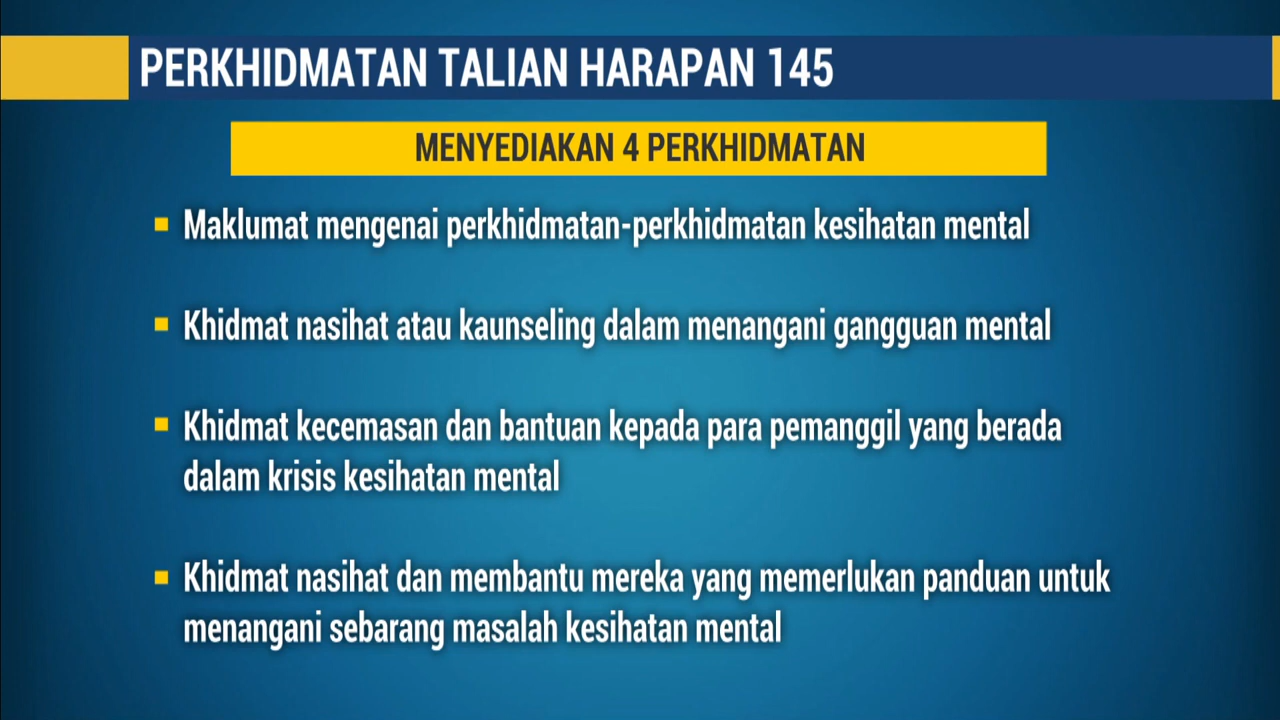 PERKHIDMATAN TALIAN HARAPAN 145
MENYEDIAKAN 4 PERKHIDMATAN
Maklumat mengenai perkhidmatan-perkhidmatan kesihatan mental
Khidmat nasihat atau kaunseling dalam menangani gangguan mental
Khidmat kecemasan dan bantuan kepada para pemanggil yang berada
dalam krisis kesihatan mental
Khidmat nasihat dan membantu mereka yang memerlukan panduan untuk
menangani sebarang masalah kesihatan mental